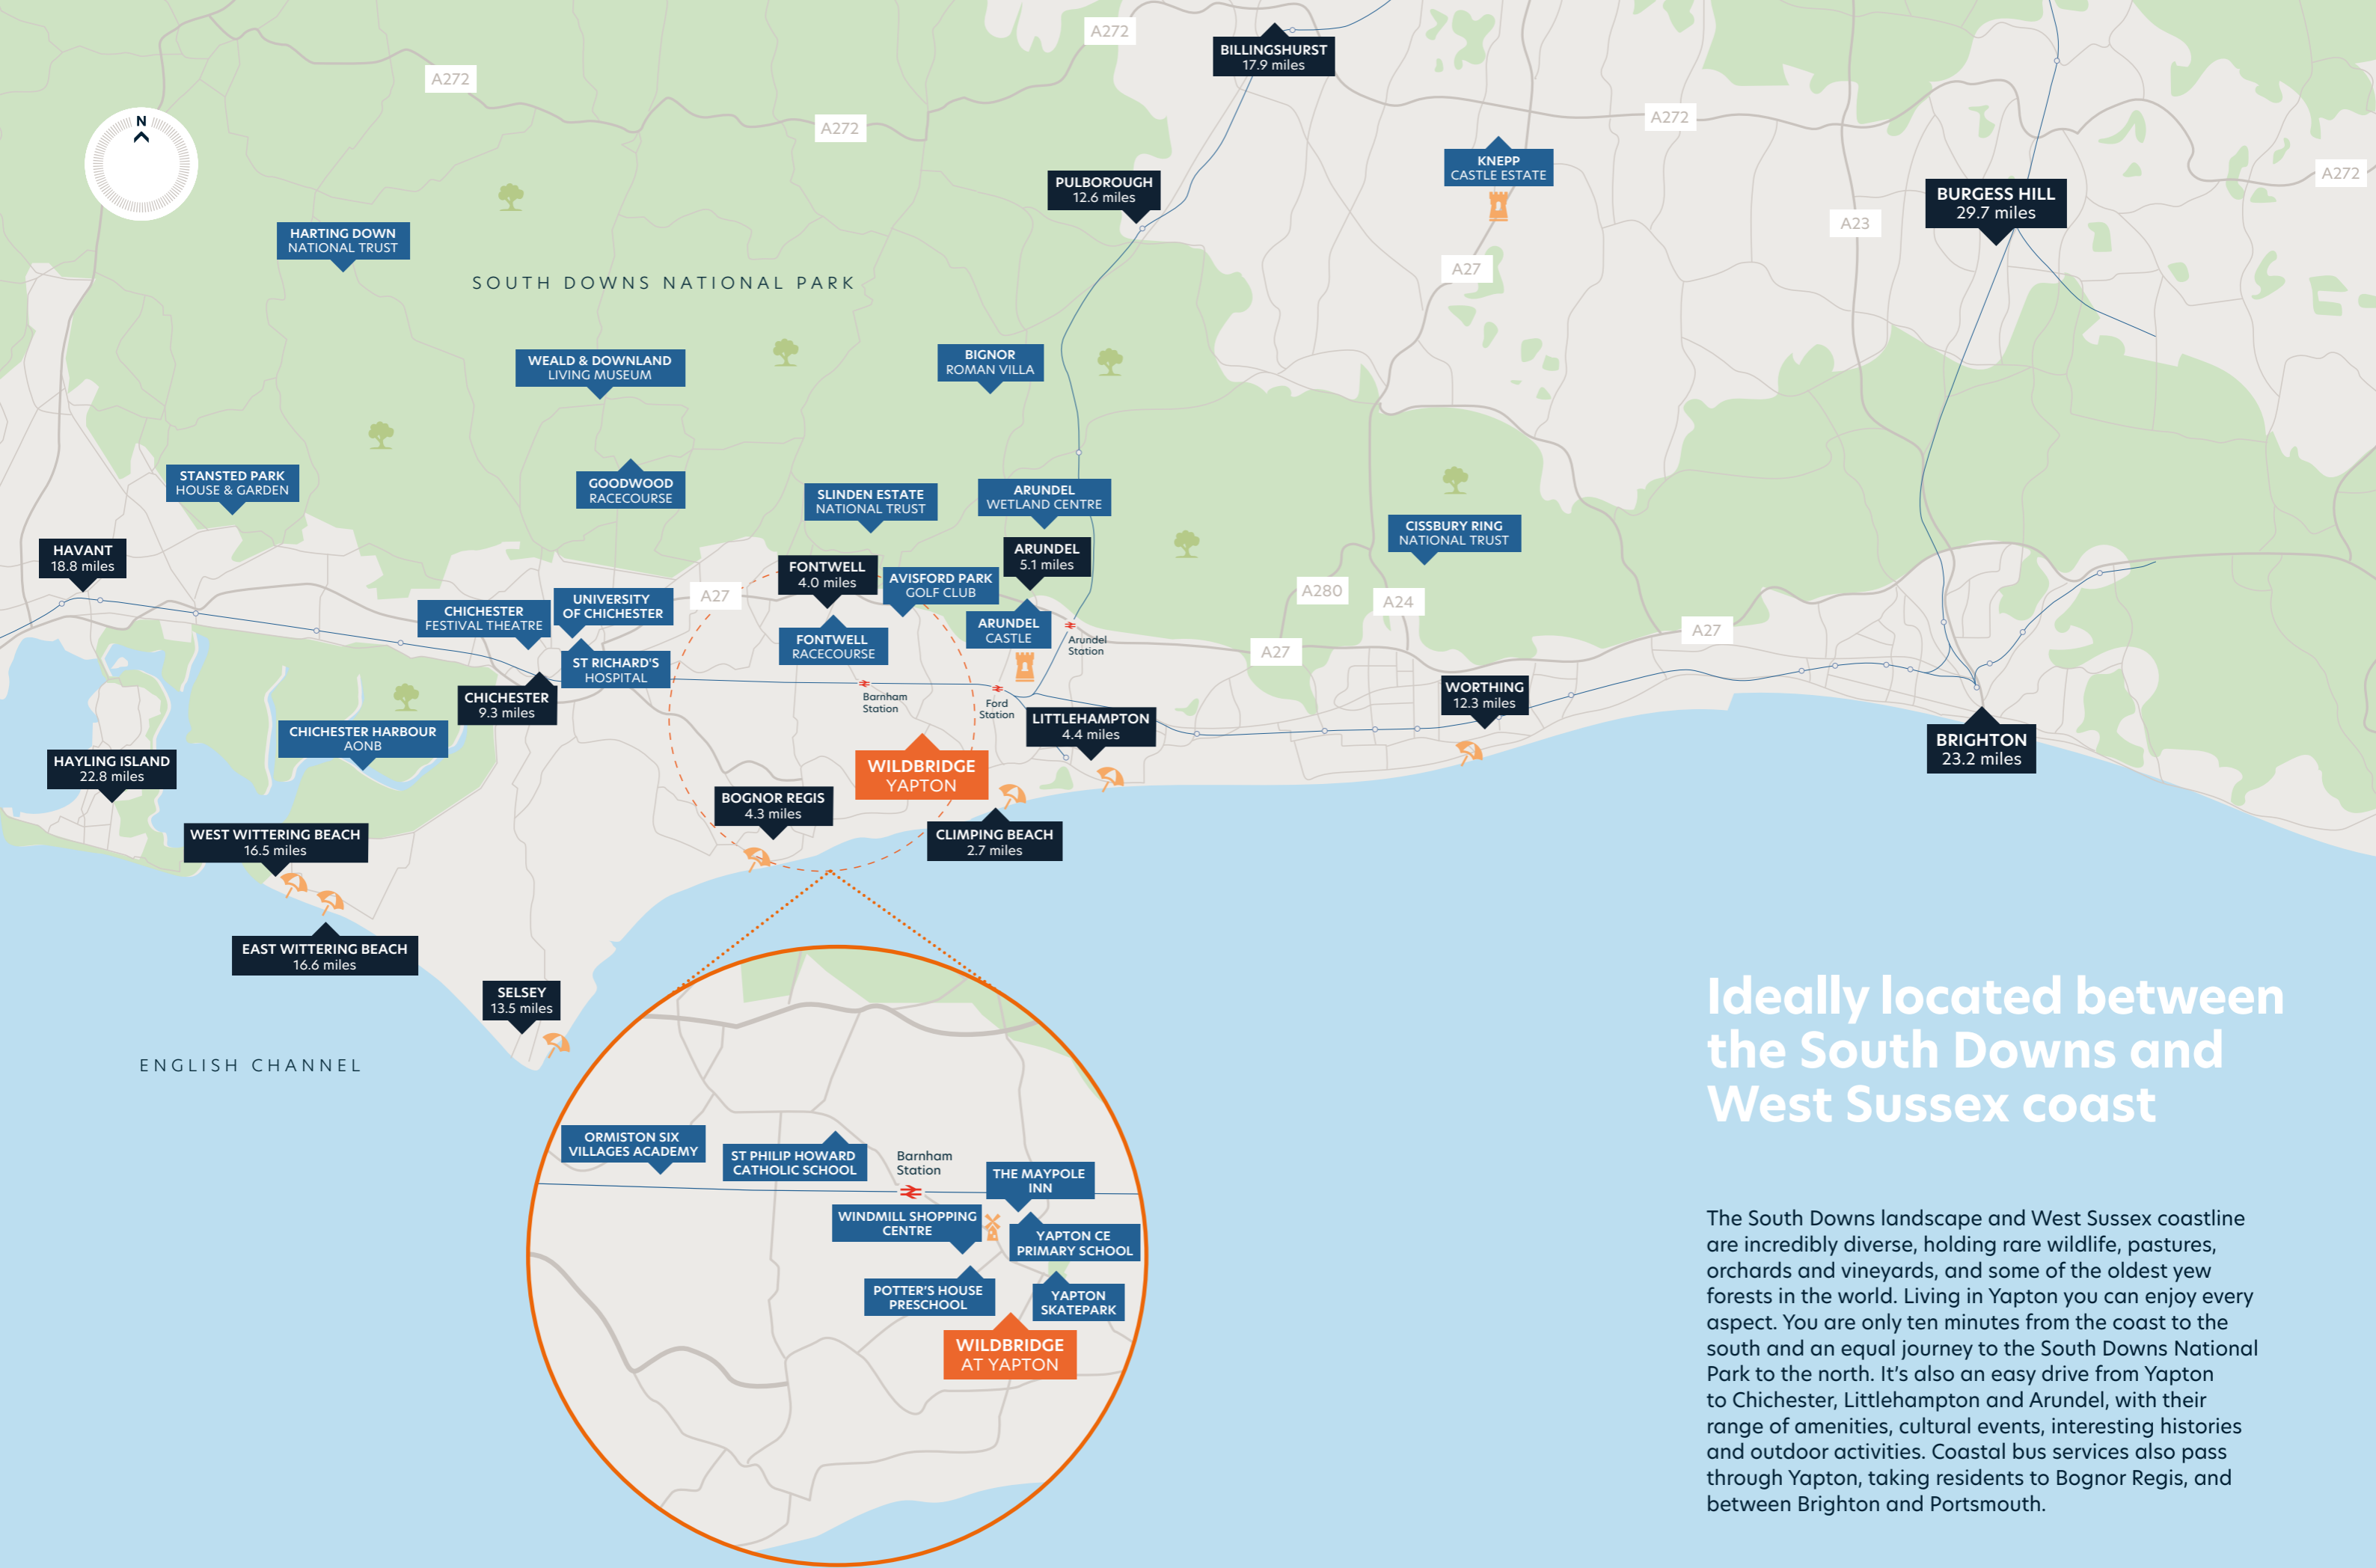 A272
BILLINGSHURST
17.9 miles
A272
A272
A272
N
KNEPP
CASTLE ESTATE
A272
PULBOROUGH
12.6 miles
BURGESS HILL
29.7 miles
A23
HARTING DOWN
NATIONAL TRUST
A27
SOUTH DOWNS NATIONAL PARK
WEALD & DOWNLAND
LIVING MUSEUM
BIGNOR
ROMAN VILLA
STANSTED PARK
HOUSE & GARDEN
GOODWOOD
RACECOURSE
SLINDEN ESTATE
NATIONAL TRUST
ARUNDEL
WETLAND CENTRE
CISSBURY RING
NATIONAL TRUST
HAVANT
18.8 miles
ARUNDEL
5.1 miles
FONTWELL
4.0 miles
AVISFORD PARK
GOLF CLUB
A27
A280
A24
UNIVERSITY
OF CHICHESTER
CHICHESTER
FESTIVAL THEATRE
ARUNDEL
CASTLE
A27
FONTWELL
RACECOURSE
Arundel
Station
A27
ST RICHARD'S
HOSPITAL
CHICHESTER
9.3 miles
Barnham
Station
Ford
Station
WORTHING
12.3 miles
LITTLEHAMPTON
4.4 miles
CHICHESTER HARBOUR
AONB
BRIGHTON
23.2 miles
HAYLING ISLAND
22.8 miles
WILDBRIDGE
YAPTON
BOGNOR REGIS
4.3 miles
CLIMPING BEACH
2.7 miles
WEST WITTERING BEACH
16.5 miles
EAST WITTERING BEACH
16.6 miles
SELSEY
13.5 miles
ENGLISH CHANNEL
ORMISTON SIX
VILLAGES ACADEMY
ST PHILIP HOWARD
CATHOLIC SCHOOL
Barnham
Station
THE MAYPOLE
INN
WINDMILL SHOPPING
CENTRE
YAPTON CE
PRIMARY SCHOOL
POTTER'S HOUSE
PRESCHOOL
YAPTON
SKATEPARK
WILDBRIDGE
AT YAPTON
Ideally located between
the South Downs and
West Sussex coast
The South Downs landscape and West Sussex coastline
are incredibly diverse, holding rare wildlife, pastures,
orchards and vineyards, and some of the oldest yew
forests in the world. Living in Yapton you can enjoy every
aspect. You are only ten minutes from the coast to the
south and an equal journey to the South Downs National
Park to the north. It's also an easy drive from Yapton
to Chichester, Littlehampton and Arundel, with their
range of amenities, cultural events, interesting histories
and outdoor activities. Coastal bus services also pass
through Yapton, taking residents to Bognor Regis, and
between Brighton and Portsmouth.